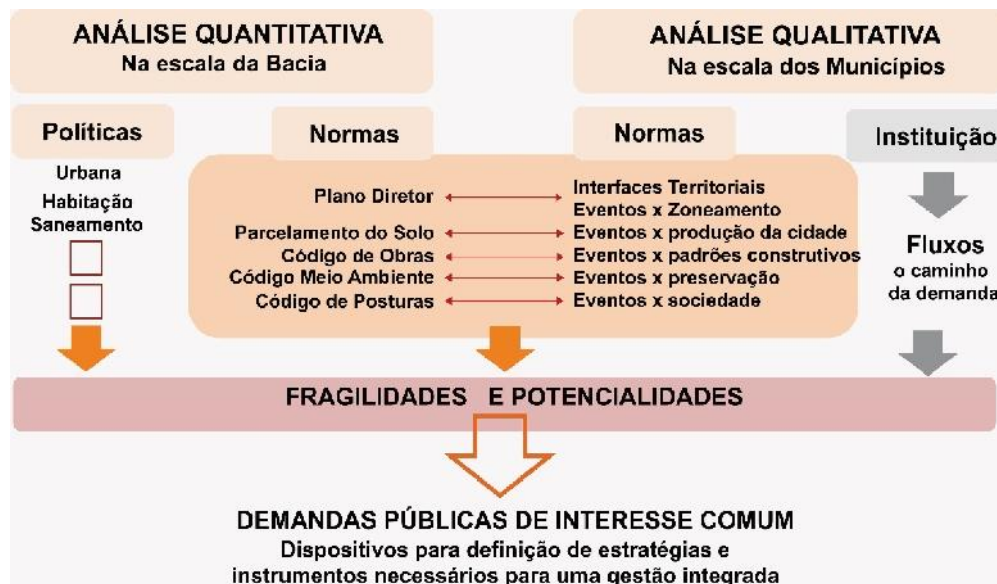 ANÁLISE QUANTITATIVA
Na escala da Bacia
ANÁLISE QUALITATIVA
Na escala dos Municípios
Políticas
Normas
Normas
Instituição
Urbana
Habitação
Saneamento
Plano Diretor
Parcelamento do Solo
Código de Obras
Código Meio Ambiente
Código de Posturas
Interfaces Territoriais
Eventos x Zoneamento
Eventos x produção da cidade
Eventos x padrões construtivos
Eventos x preservação
Eventos x sociedade
Fluxos
o caminho
da demanda
FRAGILIDADES E POTENCIALIDADES
DEMANDAS PÚBLICAS DE INTERESSE COMUM
Dispositivos para definição de estratégias e
instrumentos necessários para uma gestão integrada